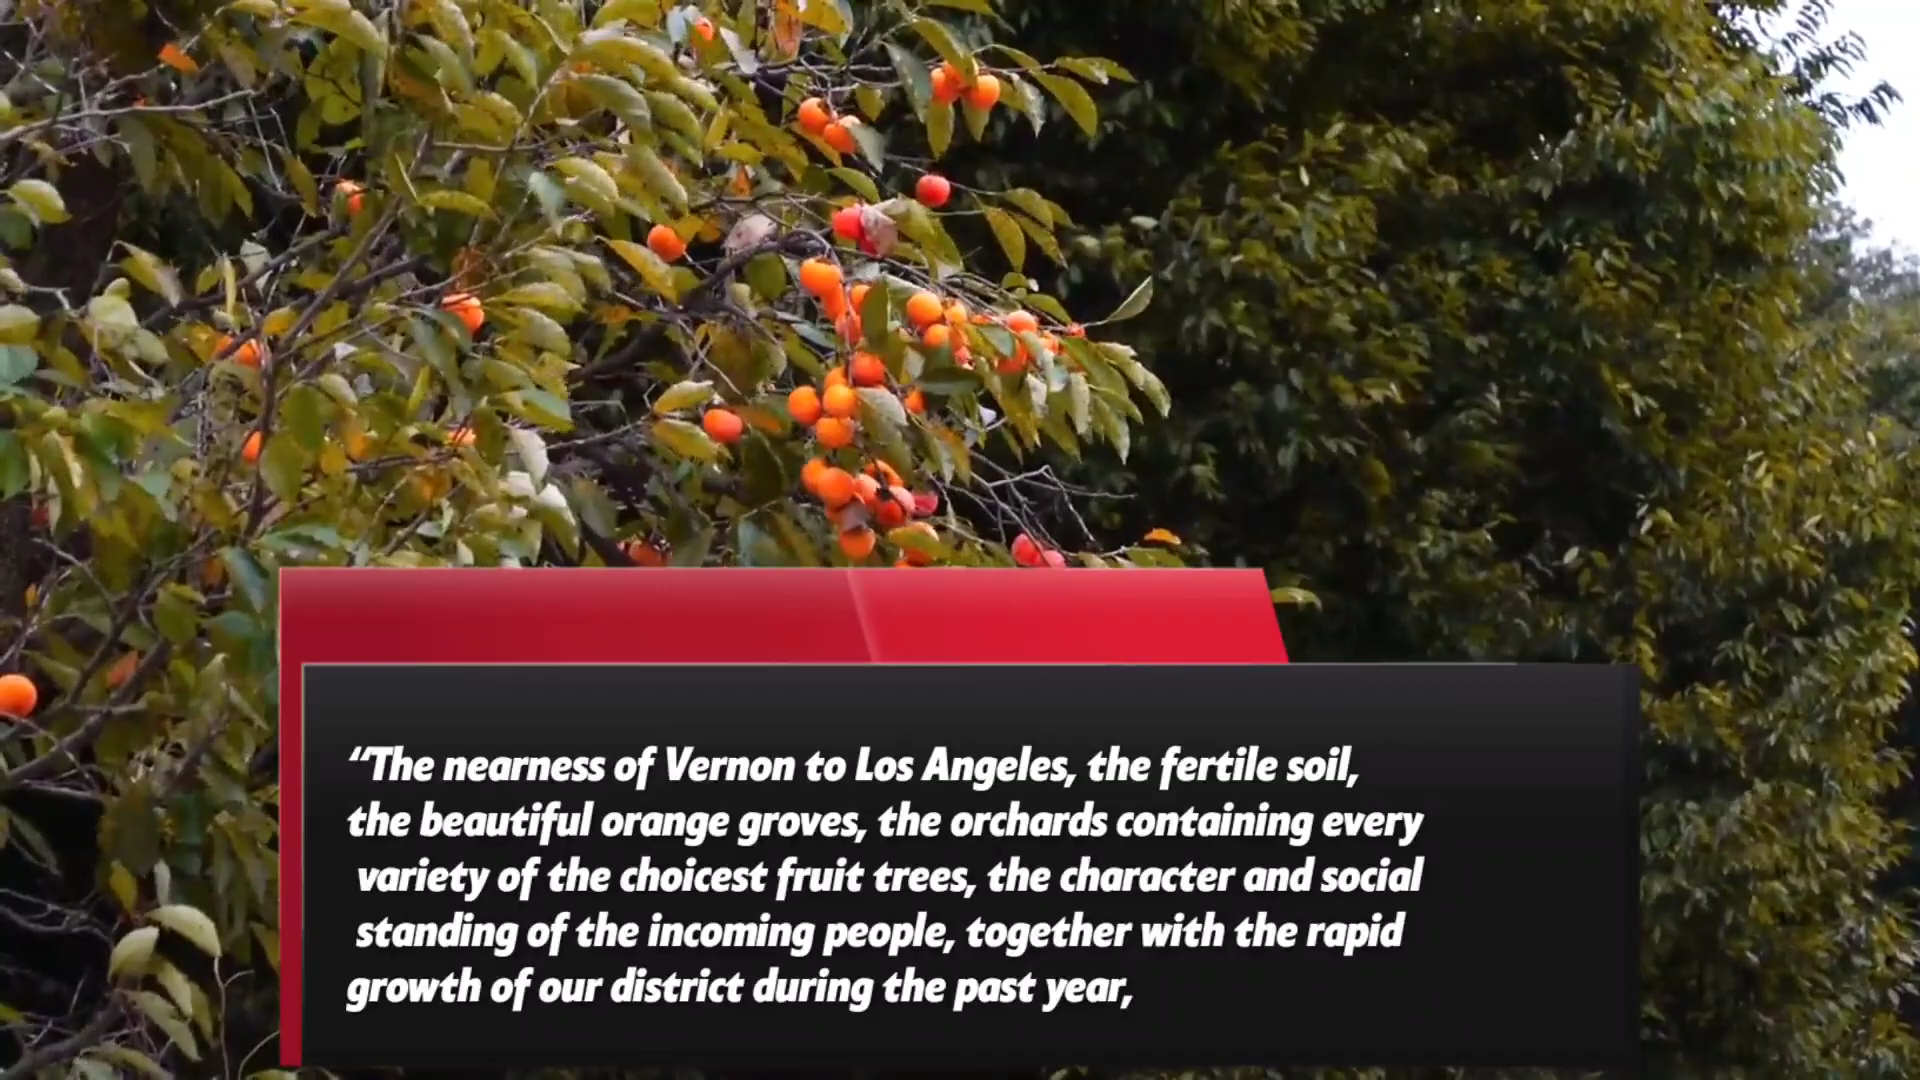 “The nearness of Vernon to Los Angeles, the fertile soil,
the beautiful orange groves, the orchards containing every
variety of the choicest fruit trees, the character and social
standing of the incoming people, together with the rapid
growth of our district during the past year,